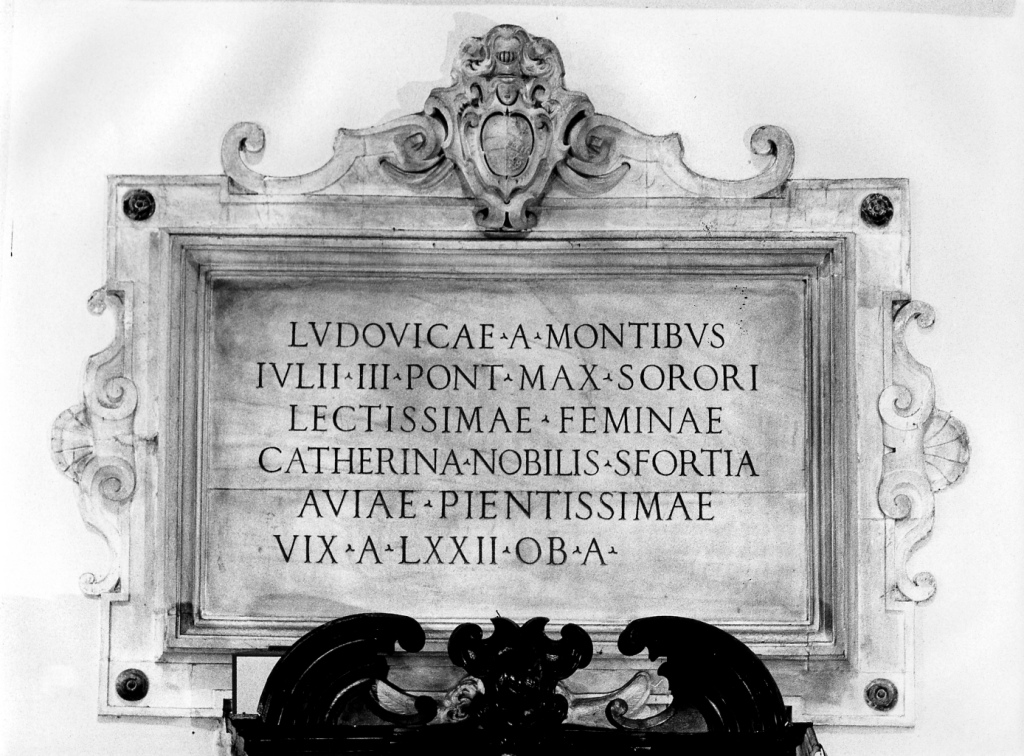 LVDOVICAE·A·MONTIBVS
IVLII·III·PONT·MAX·SORORI
LECTISSIMAE·FEMINAE
CATHERINA·NOBILIS·SFORTIA
AVIAE·PIENTISSIMAE
VIX·A·LXXII·OB·A·